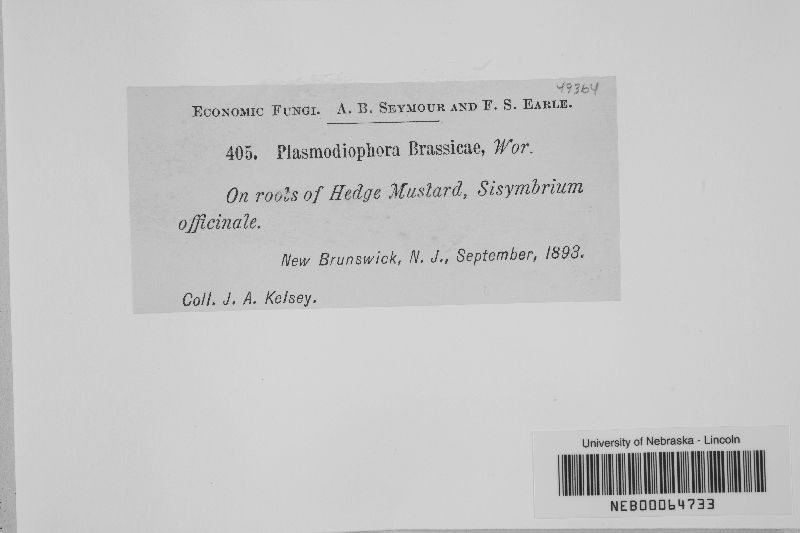 49364
Economic Fungi. A. B. Seymour and F. S. Earle.
405. Plasmodiophora Brassicae, Wor.
On roots of Hedge Mustard, Sisymbrium
officinale.
New Brunswick, N. J., September, 1893.
Coll. J. A. Kelsey.
University of Nebraska - Lincoln
NEB00064733